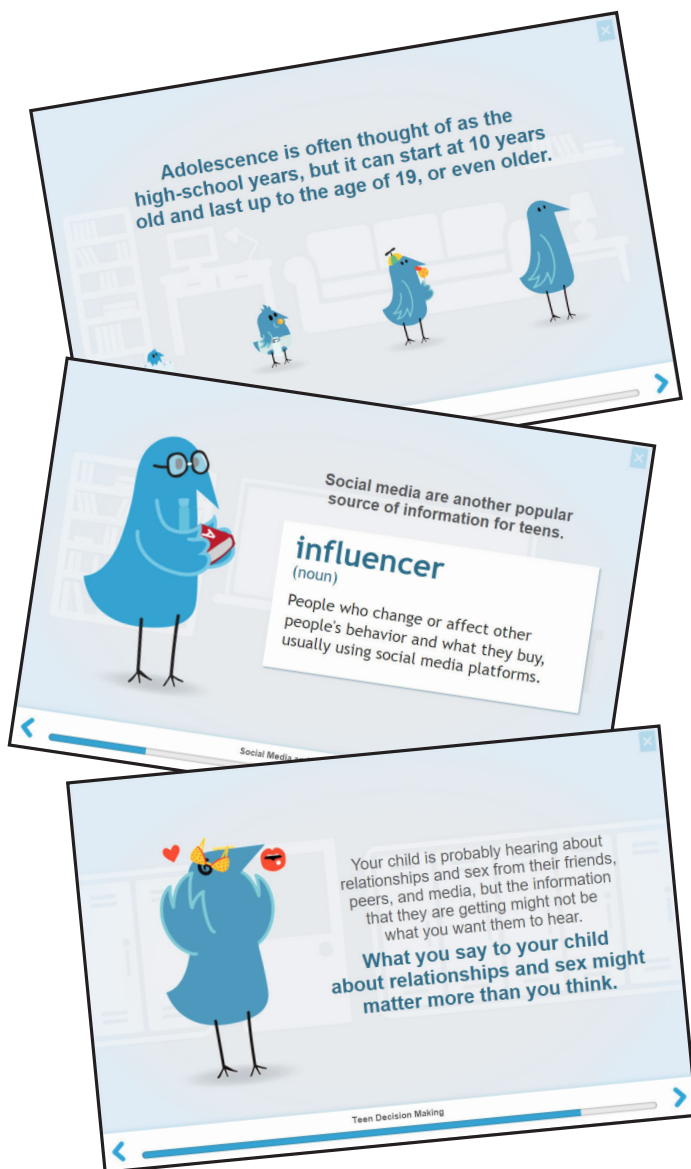 Adolescence is often thought of as the
high-school years, but it can start at 10 years
old and last up to the age of 19, or even older.
Social media are another popular
source of information for teens.
influencer
(noun)
People who change or affect other
people's behavior and what they buy,
usually using social media platforms.
Social Media
Your child is probably hearing about
relationships and sex from their friends,
peers, and media, but the information
that they are getting might not be
what you want them to hear.
What you say to your child
about relationships and sex might
matter more than you think.
Teen Decision Making